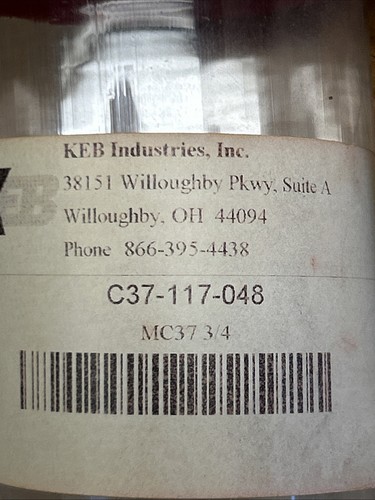 KEB Industries, Inc.
KEB
38151 Willoughby Pkwy, Suite A
Willoughby, OH 44094
Phone 866-395-4438
C37-117-048
MC37 3/4